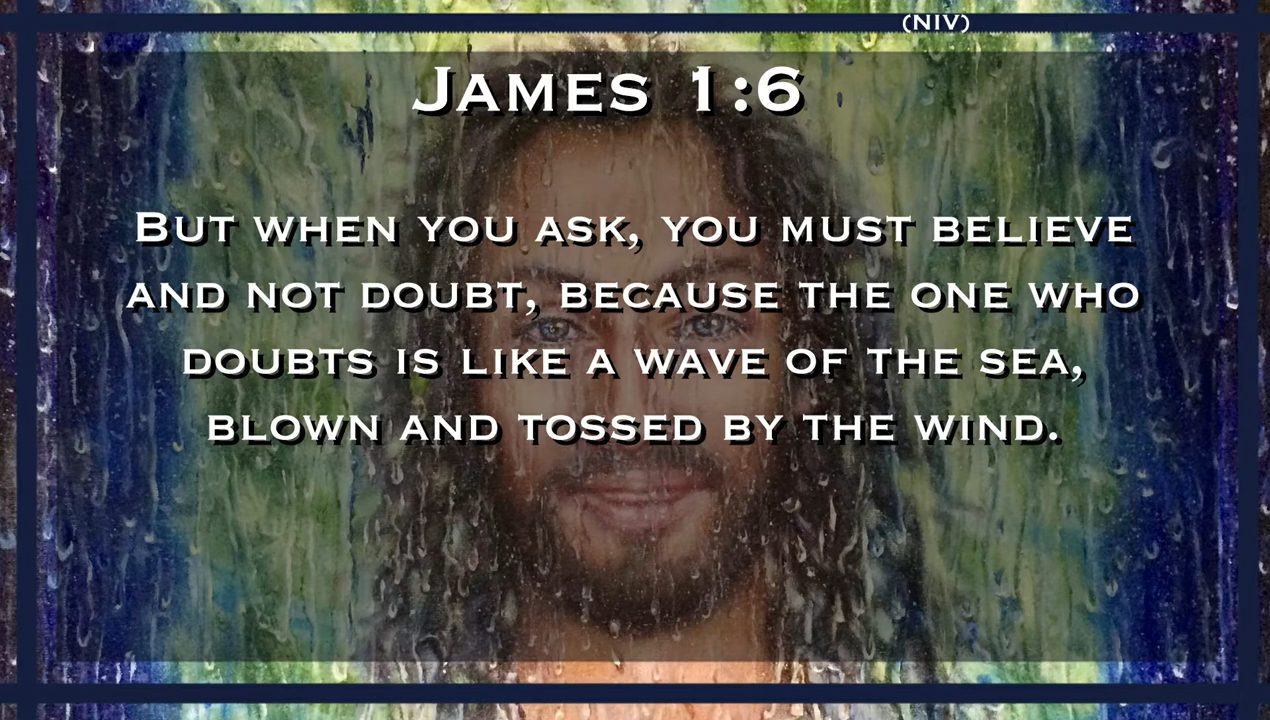 (NIV)
James 1:6
But when you ask, you must believe
and not doubt, because the one who
doubts is like a wave of the sea,
blown and tossed by the wind.